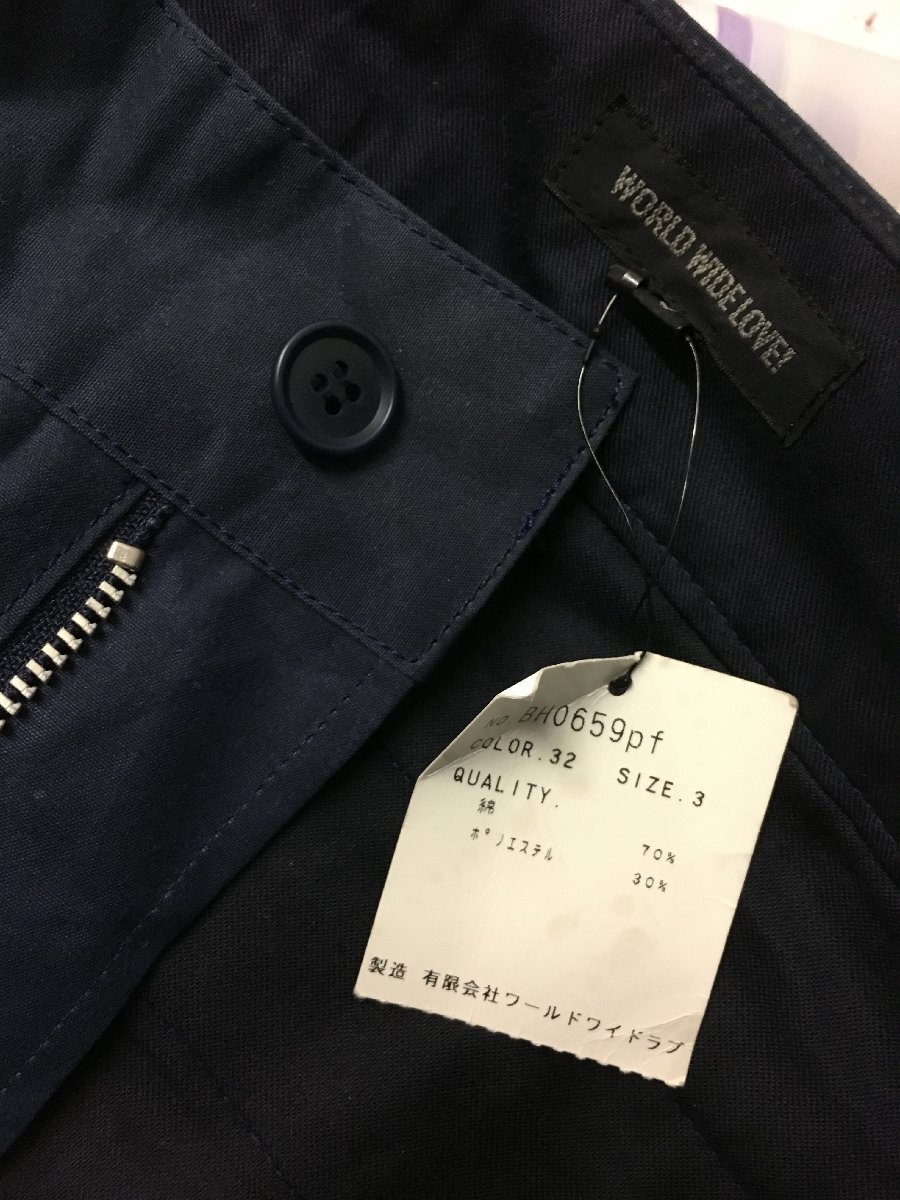 WORLD WIDE LOVE!
NO. BH0659pf
COLOR.32 SIZE.3
QUALITY.
綿 70%
ポリエステル 30%
製造 有限会社ワールドワイドラブ